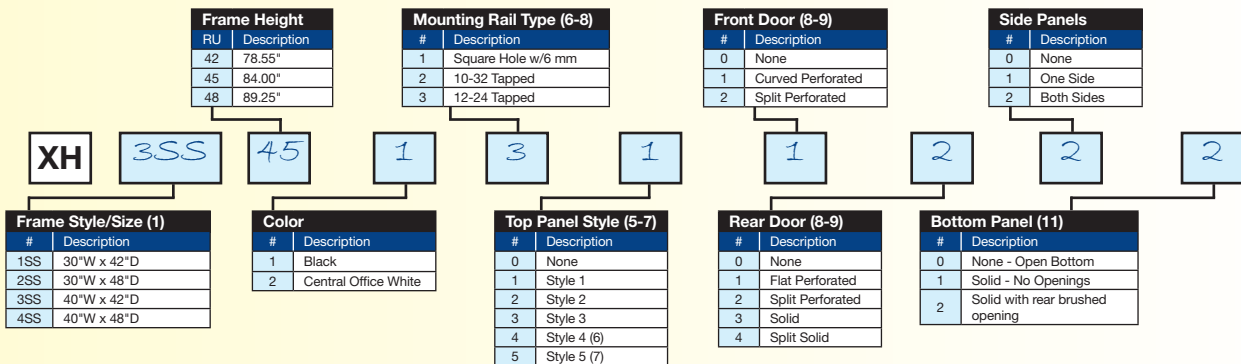 Frame Height
RU Description
42 78.55"
45 84.00"
48 89.25"
Mounting Rail Type (6-8)
# Description
1 Square Hole w/6 mm
2 10-32 Tapped
3 12-24 Tapped
Front Door (8-9)
# Description
0 None
1 Curved Perforated
2 Split Perforated
Side Panels
# Description
0 None
1 One Side
2 Both Sides
XH 3SS 45 1 3 1 1 2 2 2
Frame Style/Size (1)
# Description
1SS 30"W x 42"D
2SS 30"W x 48"D
3SS 40"W x 42"D
4SS 40"W x 48"D
Color
# Description
1 Black
2 Central Office White
Top Panel Style (5-7)
# Description
0 None
1 Style 1
2 Style 2
3 Style 3
4 Style 4 (6)
5 Style 5 (7)
Rear Door (8-9)
# Description
0 None
1 Flat Perforated
2 Split Perforated
3 Solid
4 Split Solid
Bottom Panel (11)
# Description
0 None - Open Bottom
1 Solid - No Openings
2 Solid with rear brushed
opening